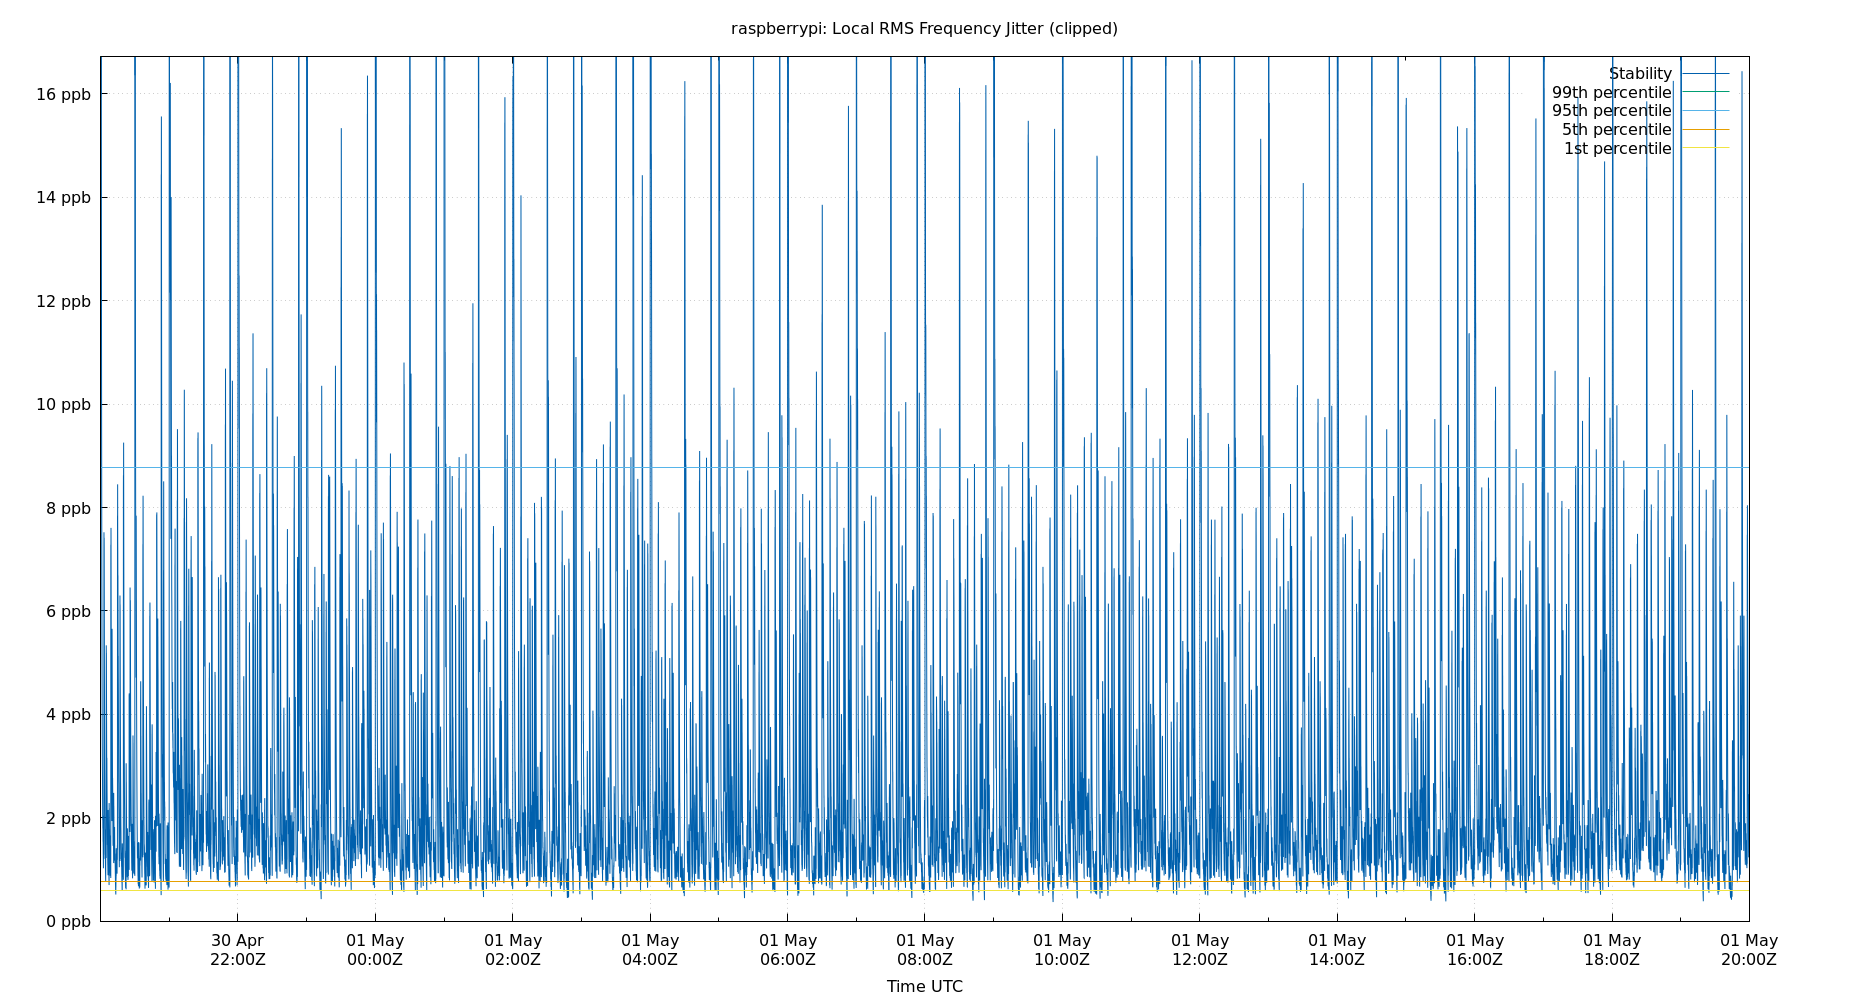 raspberrypi: Local RMS Frequency Jitter (clipped)
Stability
99th percentile
95th percentile
5th percentile
1st percentile
16 ppb
14 ppb
12 ppb
10 ppb
8 ppb
6 ppb
4 ppb
2 ppb
0 ppb
30 Apr 01 May 01 May 01 May 01 May 01 May 01 May 01 May 01 May 01 May 01 May 01 May
22:00Z 00:00Z 02:00Z 04:00Z 06:00Z 08:00Z 10:00Z 12:00Z 14:00Z 16:00Z 18:00Z 20:00Z
Time UTC